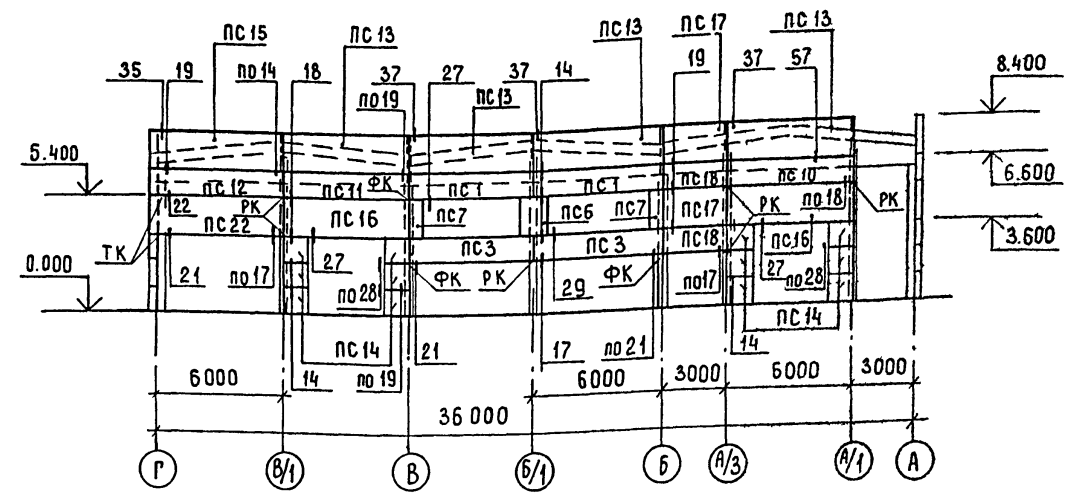 ПС 15
ПС 13
ПС 13
ПС 17
ПС 13
35
19
ПО 14
18
37
27
37
14
19
37
57
8.400
ПО 19
ПС 13
5.400
6.600
ПС 12
ПС 11
ФК
ПС 1
ПС 1
ПС 18
ПС 10
22
РК
ПС 16
ПС 7
ПС 6
ПС 7
ПС 17
РК
ПО 18
РК
ПС 22
ПС 3
ПС 3
ПС 18
ПС 16
3.600
ТК
0.000
21
ПО 17
27
ПО 28
ФК
РК
29
ФК
ПО 17
27
ПО 28
ПС 14
ПС 14
21
17
ПО 21
14
6000
14
ПО 19
6000
3000
6000
3000
36 000
Г
В/1
В
Б/1
Б
А/3
А/1
А